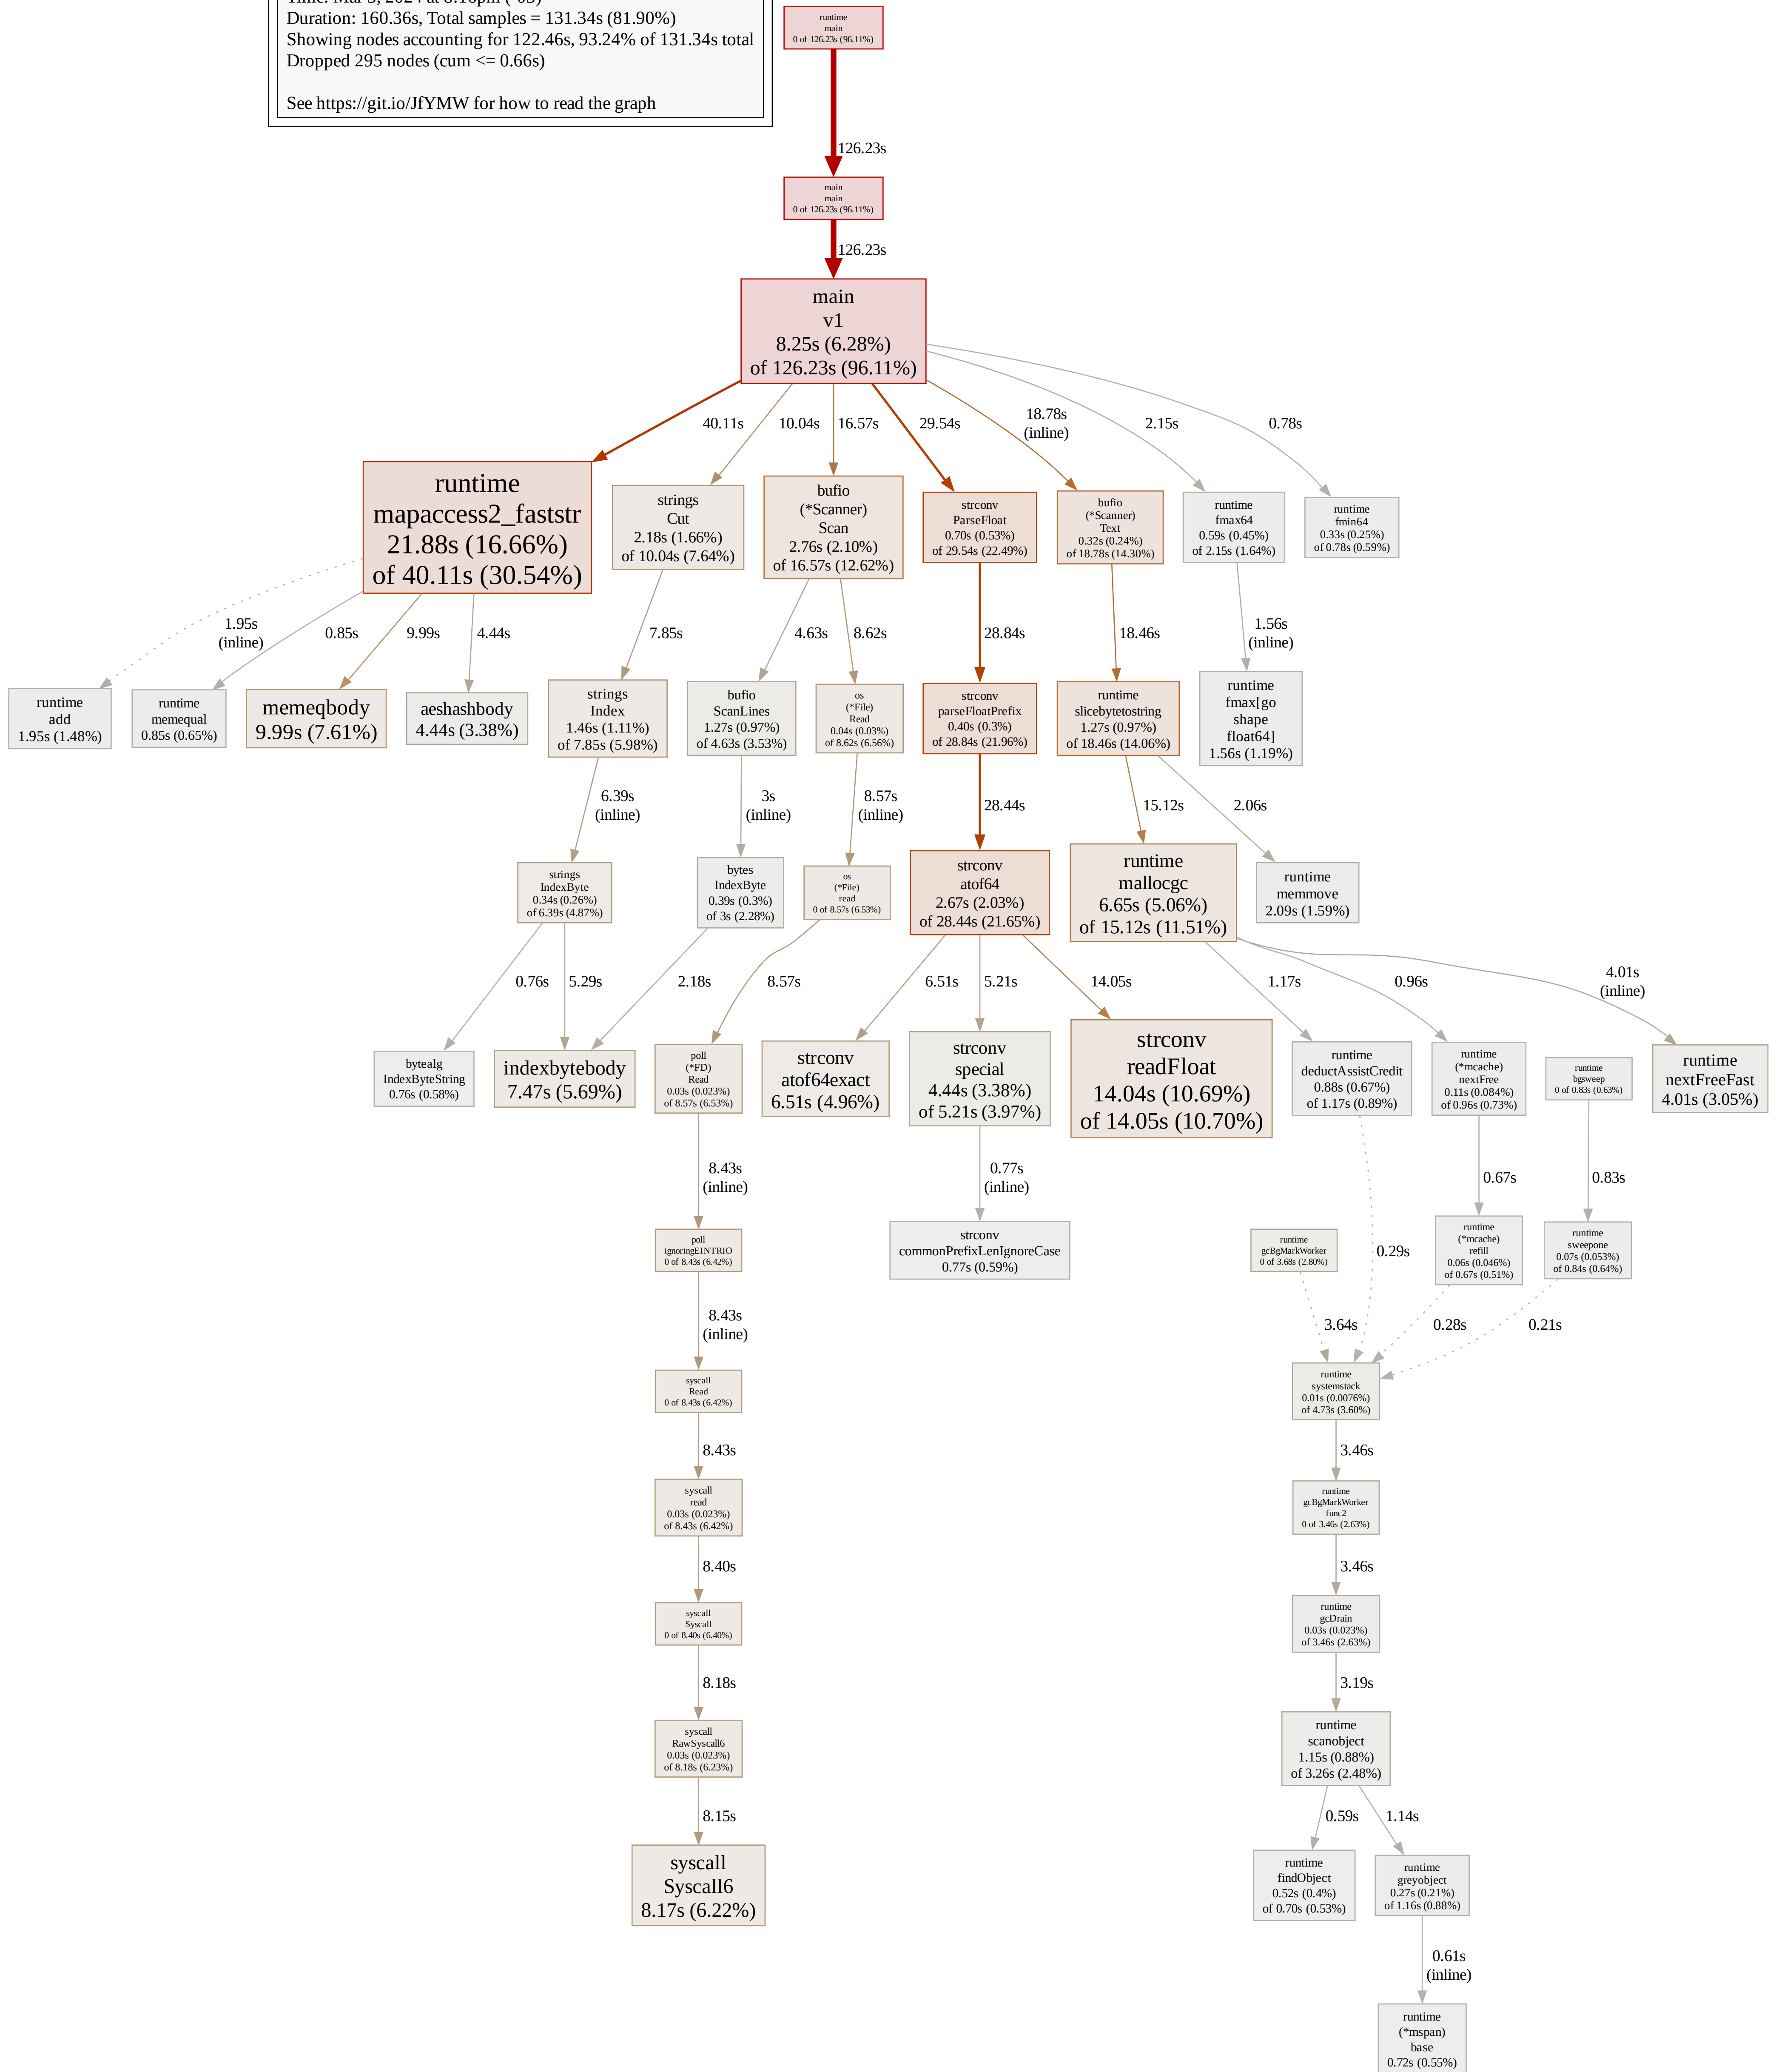 Duration: 160.36s, Total samples = 131.34s (81.90%)
Showing nodes accounting for 122.46s, 93.24% of 131.34s total
Dropped 295 nodes (cum <= 0.66s)
See https://git.io/JfYMW for how to read the graph
runtime
main
0 of 126.23s (96.11%)
126.23s
main
main
0 of 126.23s (96.11%)
126.23s
main
v1
8.25s (6.28%)
of 126.23s (96.11%)
40.11s
10.04s
16.57s
29.54s
18.78s
(inline)
2.15s
0.78s
runtime
mapaccess2_faststr
21.88s (16.66%)
of 40.11s (30.54%)
strings
Cut
2.18s (1.66%)
of 10.04s (7.64%)
bufio
(*Scanner)
Scan
2.76s (2.10%)
of 16.57s (12.62%)
strconv
ParseFloat
0.70s (0.53%)
of 29.54s (22.49%)
bufio
(*Scanner)
Text
0.32s (0.24%)
of 18.78s (14.30%)
runtime
fmax64
0.59s (0.45%)
of 2.15s (1.64%)
runtime
fmin64
0.33s (0.25%)
of 0.78s (0.59%)
1.95s
(inline)
0.85s
9.99s
4.44s
7.85s
4.63s
8.62s
28.84s
18.46s
1.56s
(inline)
runtime
add
1.95s (1.48%)
runtime
memequal
0.85s (0.65%)
memeqbody
9.99s (7.61%)
aeshashbody
4.44s (3.38%)
strings
Index
1.46s (1.11%)
of 7.85s (5.98%)
bufio
ScanLines
1.27s (0.97%)
of 4.63s (3.53%)
os
(*File)
Read
0.04s (0.03%)
of 8.62s (6.56%)
strconv
parseFloatPrefix
0.40s (0.3%)
of 28.84s (21.96%)
runtime
slicebytetostring
1.27s (0.97%)
of 18.46s (14.06%)
runtime
fmax[go
shape
float64]
1.56s (1.19%)
6.39s
(inline)
3s
(inline)
8.57s
(inline)
28.44s
15.12s
2.06s
strings
IndexByte
0.34s (0.26%)
of 6.39s (4.87%)
bytes
IndexByte
0.39s (0.3%)
of 3s (2.28%)
os
(*File)
read
0 of 8.57s (6.53%)
strconv
atof64
2.67s (2.03%)
of 28.44s (21.65%)
runtime
mallocgc
6.65s (5.06%)
of 15.12s (11.51%)
runtime
memmove
2.09s (1.59%)
0.76s
5.29s
2.18s
8.57s
6.51s
5.21s
14.05s
1.17s
0.96s
4.01s
(inline)
bytealg
IndexByteString
0.76s (0.58%)
indexbytebody
7.47s (5.69%)
poll
(*FD)
Read
0.03s (0.023%)
of 8.57s (6.53%)
strconv
atof64exact
6.51s (4.96%)
strconv
special
4.44s (3.38%)
of 5.21s (3.97%)
strconv
readFloat
14.04s (10.69%)
of 14.05s (10.70%)
runtime
deductAssistCredit
0.88s (0.67%)
of 1.17s (0.89%)
runtime
(*mcache)
nextFree
0.11s (0.084%)
of 0.96s (0.73%)
runtime
bgsweep
0 of 0.83s (0.63%)
runtime
nextFreeFast
4.01s (3.05%)
8.43s
(inline)
0.77s
(inline)
0.67s
0.83s
poll
ignoringEINTRIO
0 of 8.43s (6.42%)
strconv
commonPrefixLenIgnoreCase
0.77s (0.59%)
runtime
gcBgMarkWorker
0 of 3.68s (2.80%)
0.29s
runtime
(*mcache)
refill
0.06s (0.046%)
of 0.67s (0.51%)
runtime
sweepone
0.07s (0.053%)
of 0.84s (0.64%)
8.43s
(inline)
3.64s
0.28s
0.21s
syscall
Read
0 of 8.43s (6.42%)
runtime
systemstack
0.01s (0.0076%)
of 4.73s (3.60%)
8.43s
3.46s
syscall
read
0.03s (0.023%)
of 8.43s (6.42%)
runtime
gcBgMarkWorker
func2
0 of 3.46s (2.63%)
8.40s
3.46s
syscall
Syscall
0 of 8.40s (6.40%)
runtime
gcDrain
0.03s (0.023%)
of 3.46s (2.63%)
8.18s
3.19s
syscall
RawSyscall6
0.03s (0.023%)
of 8.18s (6.23%)
runtime
scanobject
1.15s (0.88%)
of 3.26s (2.48%)
8.15s
0.59s
1.14s
syscall
Syscall6
8.17s (6.22%)
runtime
findObject
0.52s (0.4%)
of 0.70s (0.53%)
runtime
greyobject
0.27s (0.21%)
of 1.16s (0.88%)
0.61s
(inline)
runtime
(*mspan)
base
0.72s (0.55%)